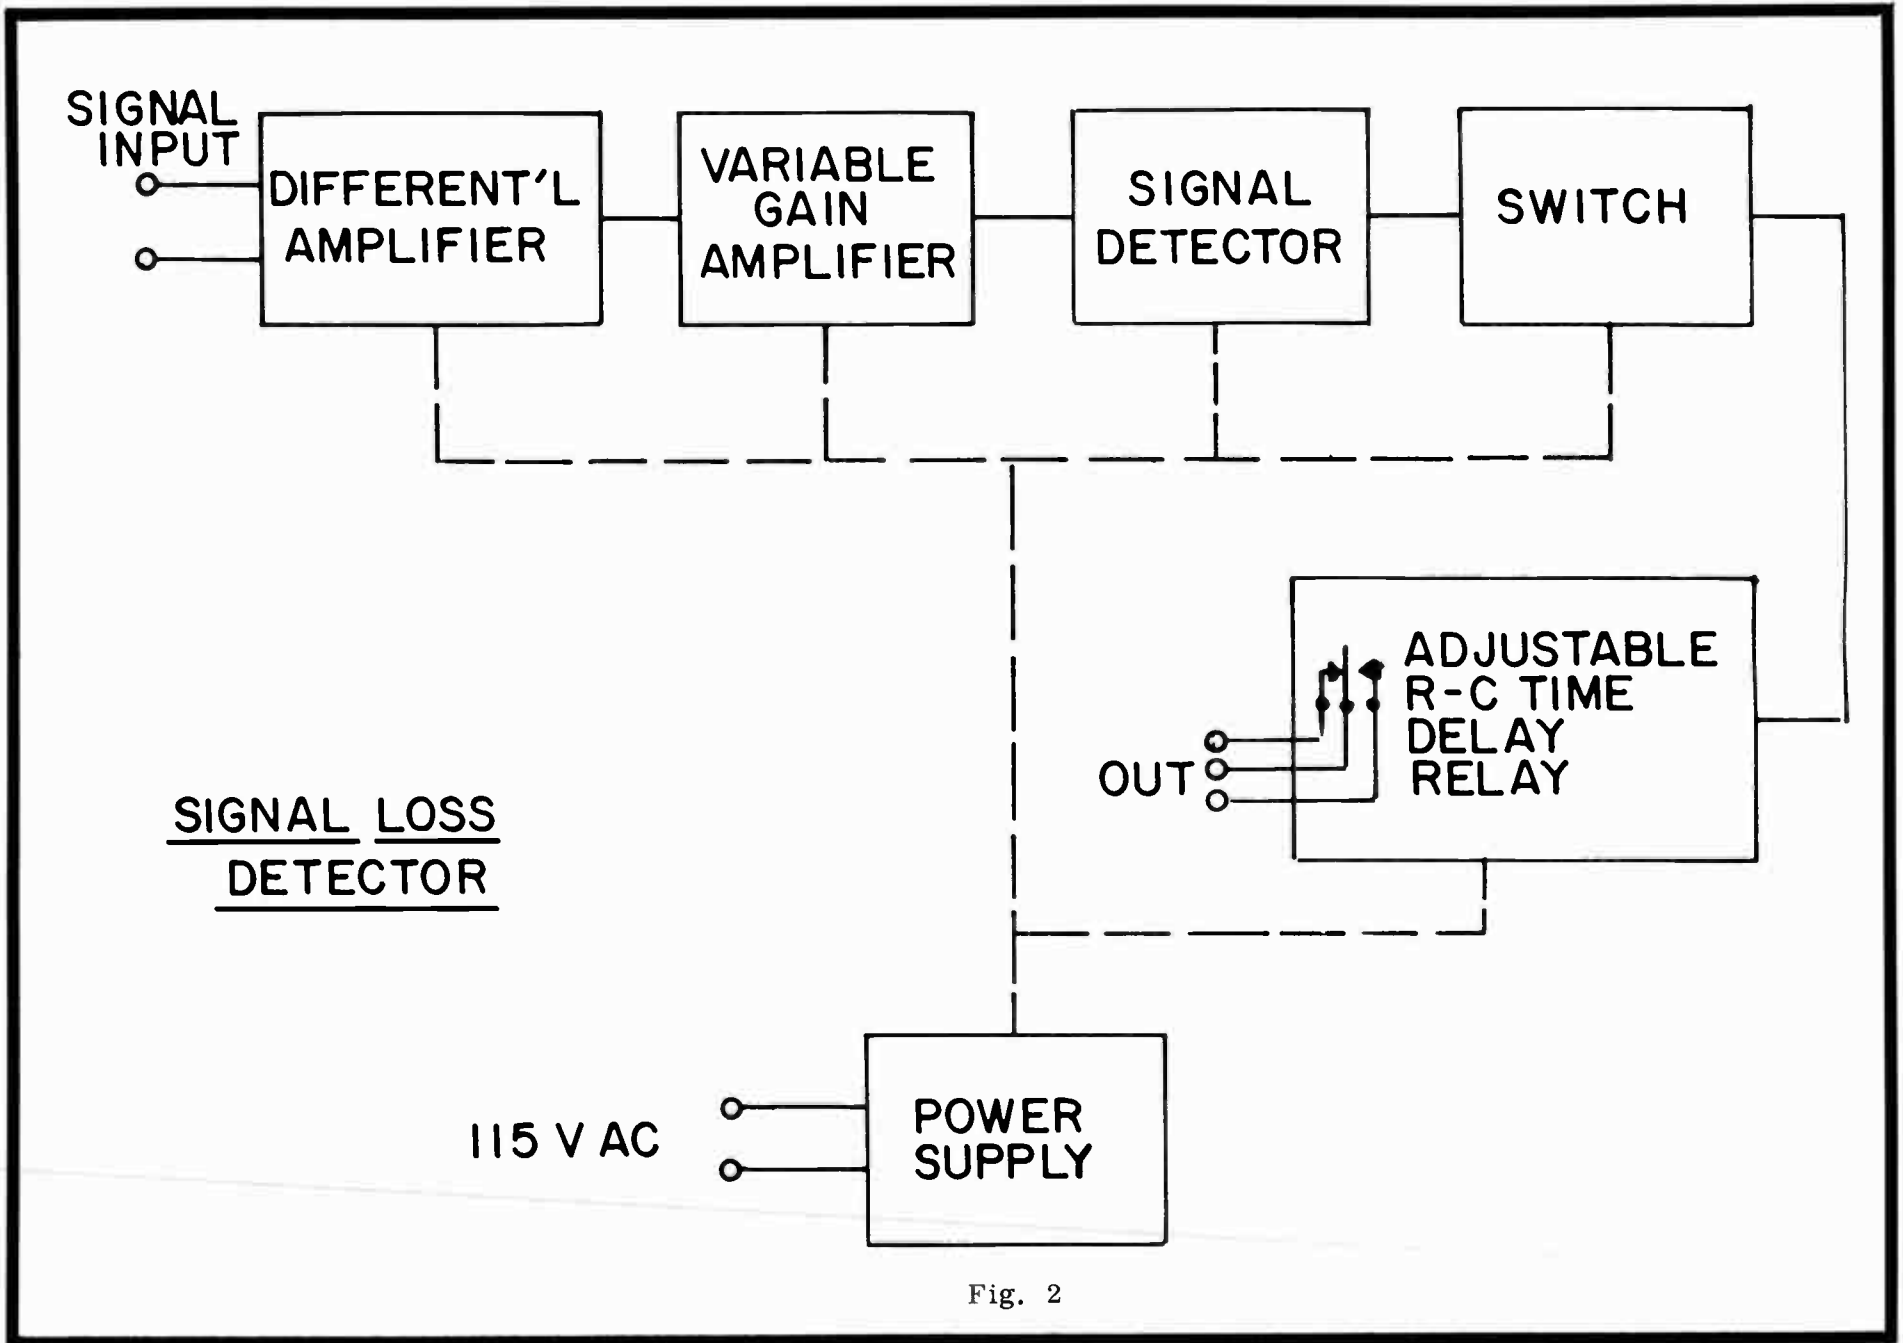 SIGNAL
INPUT
DIFFERENT'L
AMPLIFIER
VARIABLE
GAIN
AMPLIFIER
SIGNAL
DETECTOR
SWITCH
ADJUSTABLE
R-C TIME
DELAY
RELAY
OUT
SIGNAL LOSS
DETECTOR
115 V AC
POWER
SUPPLY
Fig. 2